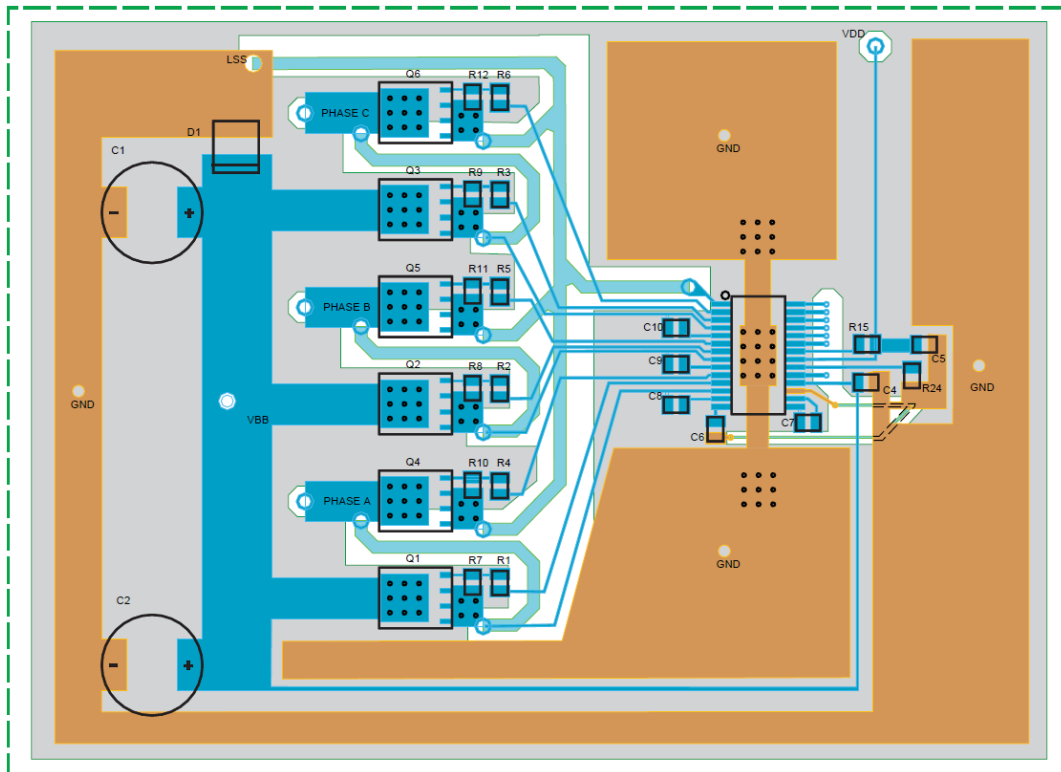 VDD
LSS
Q6
R12 R6
PHASE C
D1
C1
GND
Q3
R9 R3
- +
Q5
R11 R5
PHASE B
C10
R15
C9
C5
GND
Q2
R8 R2
GND
VBB
C8
C4
R24
C7
C6
Q4
R10 R4
PHASE A
Q1
R7 R1
GND
C2
- +